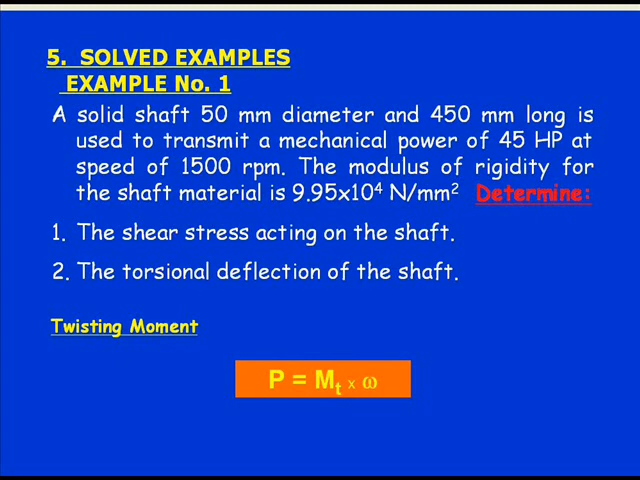 5. SOLVED EXAMPLES
EXAMPLE No. 1
A solid shaft 50 mm diameter and 450 mm long is
used to transmit a mechanical power of 45 HP at
speed of 1500 rpm. The modulus of rigidity for
the shaft material is 9.95x10⁴ N/mm² Determine:
1. The shear stress acting on the shaft.
2. The torsional deflection of the shaft.
Twisting Moment
P = Mₜ x ω